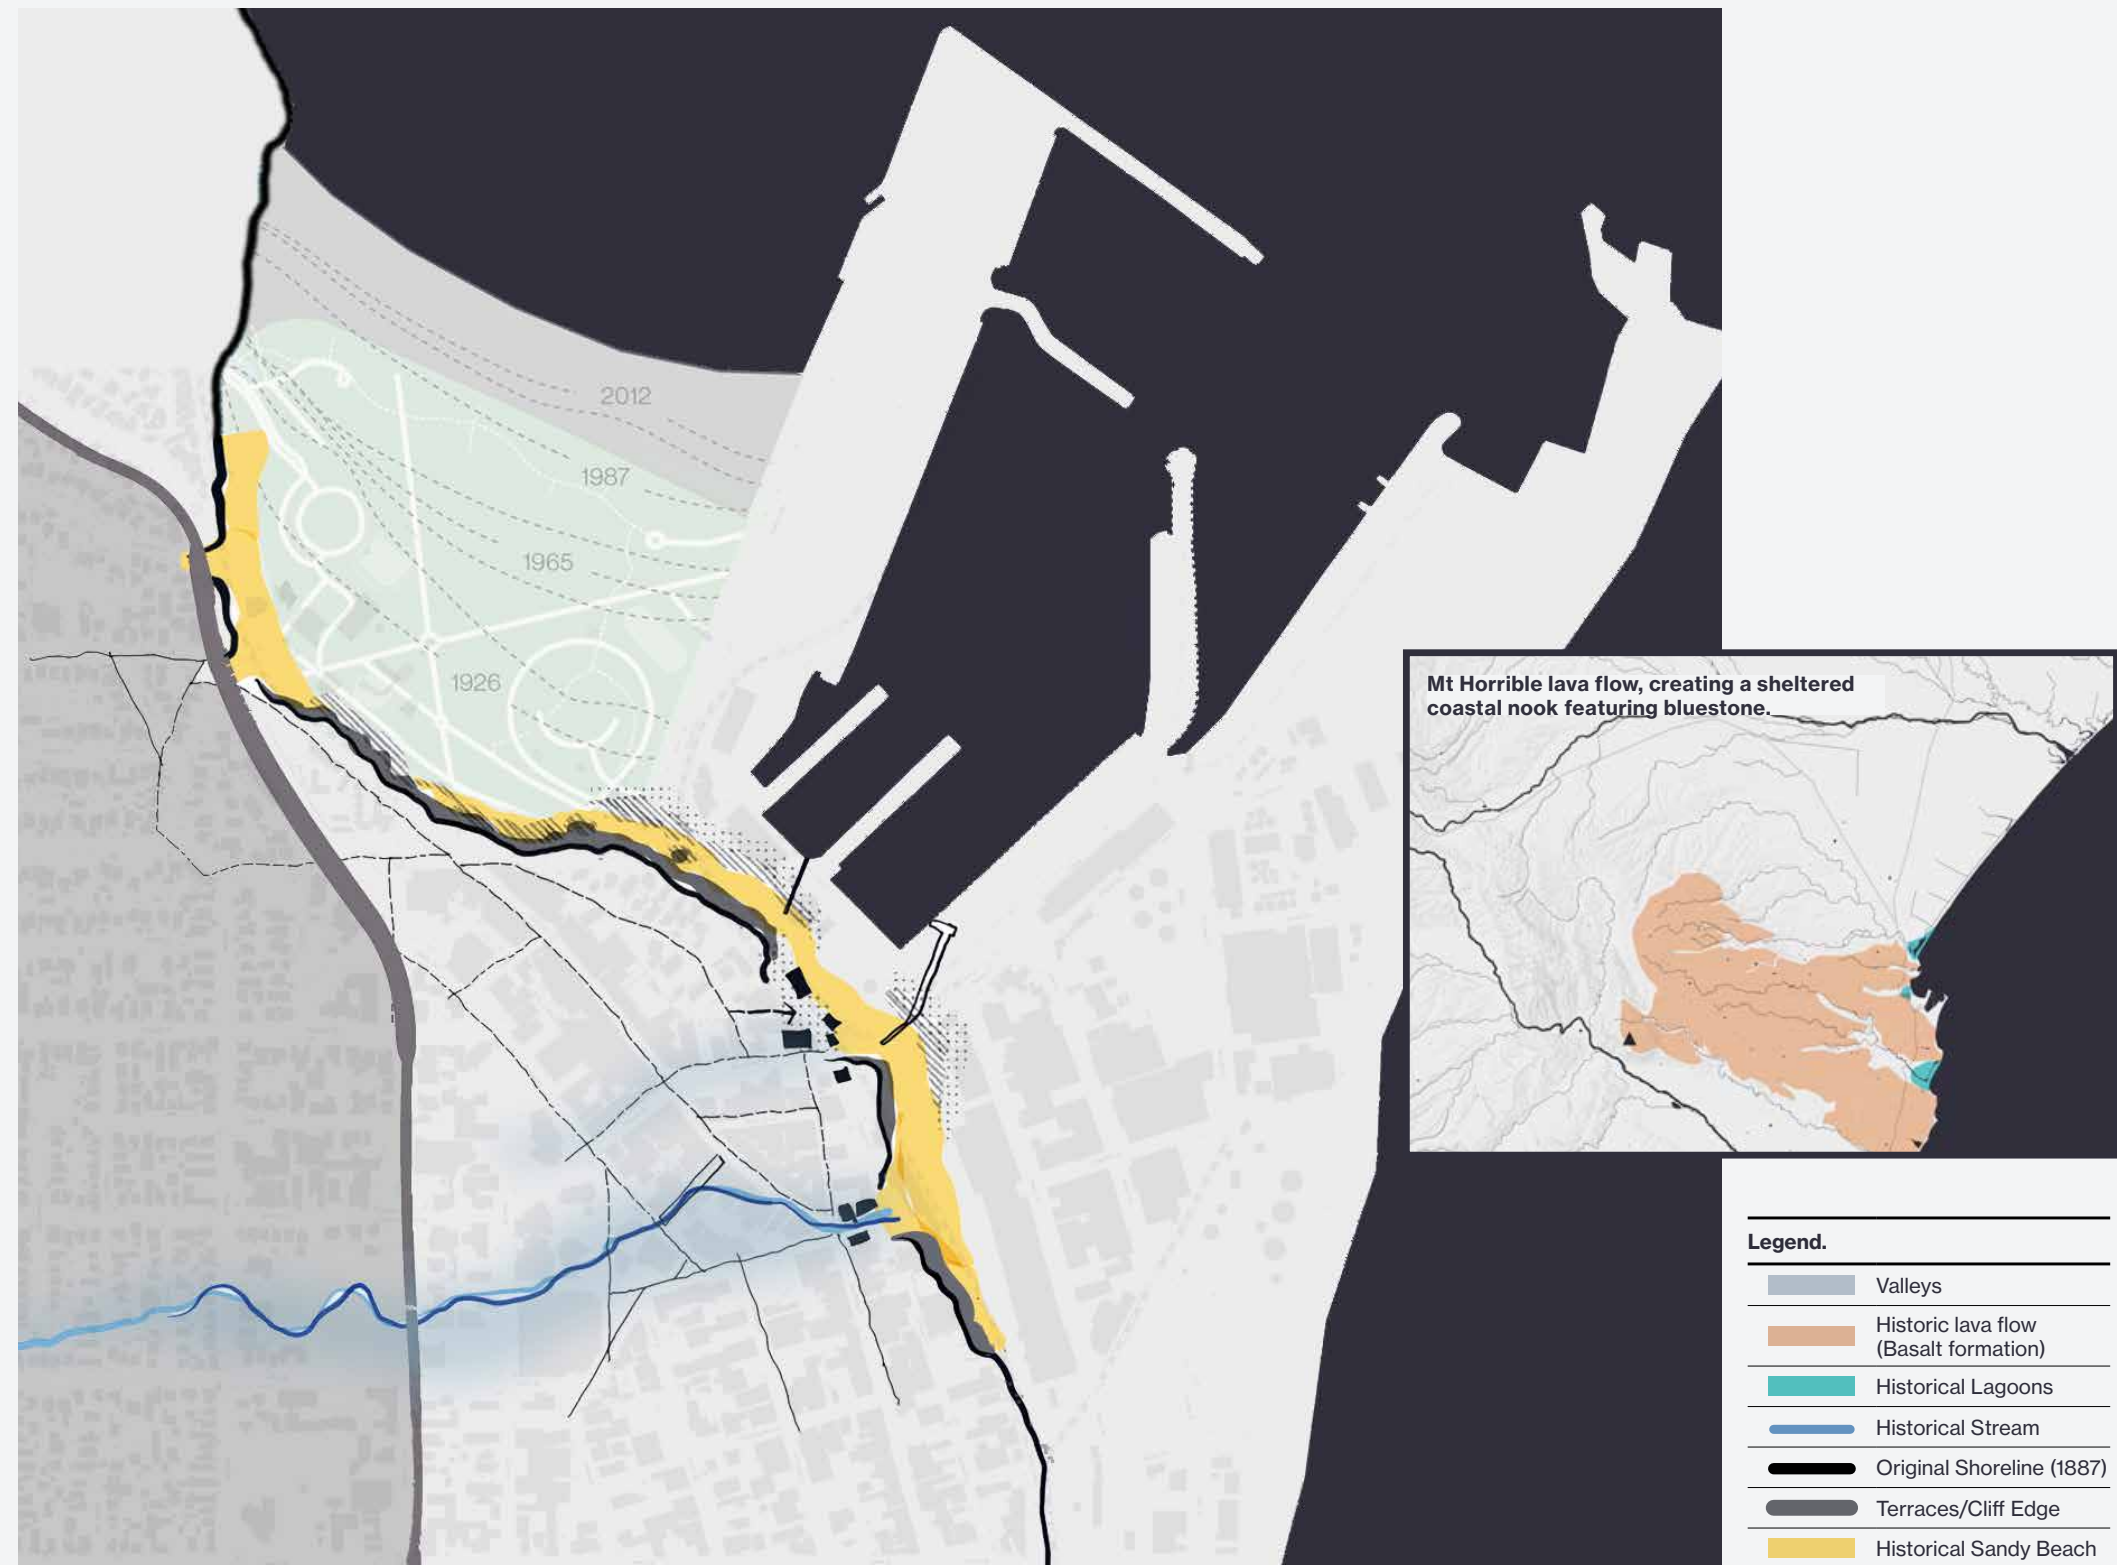 2012
1987
1965
1926
Mt Horrible lava flow, creating a sheltered
coastal nook featuring bluestone.
Legend.
Valleys
Historic lava flow
(Basalt formation)
Historical Lagoons
Historical Stream
Original Shoreline (1887)
Terraces/Cliff Edge
Historical Sandy Beach